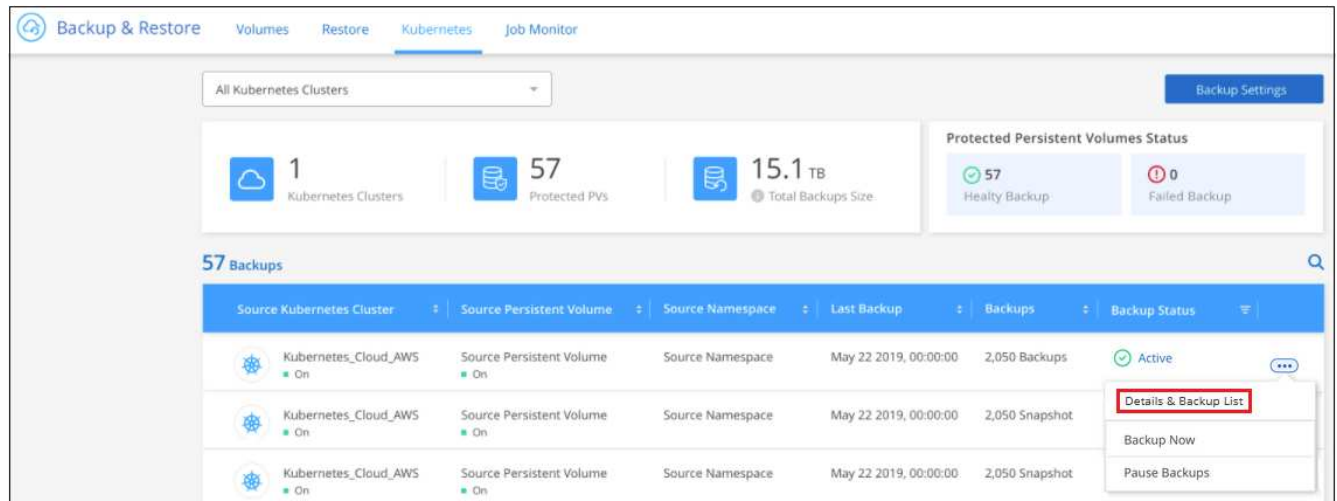 Backup & Restore Volumes Restore Kubernetes Job Monitor
All Kubernetes Clusters
Backup Settings
1
Kubernetes Clusters
57
Protected PVs
15.1 TB
Total Backups Size
Protected Persistent Volumes Status
57
Healty Backup
0
Failed Backup
57 Backups
Source Kubernetes Cluster Source Persistent Volume Source Namespace Last Backup Backups Backup Status
Kubernetes_Cloud_AWS Source Persistent Volume Source Namespace May 22 2019, 00:00:00 2,050 Backups Active
On On
Kubernetes_Cloud_AWS Source Persistent Volume Source Namespace May 22 2019, 00:00:00 2,050 Snapshot
On On
Kubernetes_Cloud_AWS Source Persistent Volume Source Namespace May 22 2019, 00:00:00 2,050 Snapshot
On On
Details & Backup List
Backup Now
Pause Backups